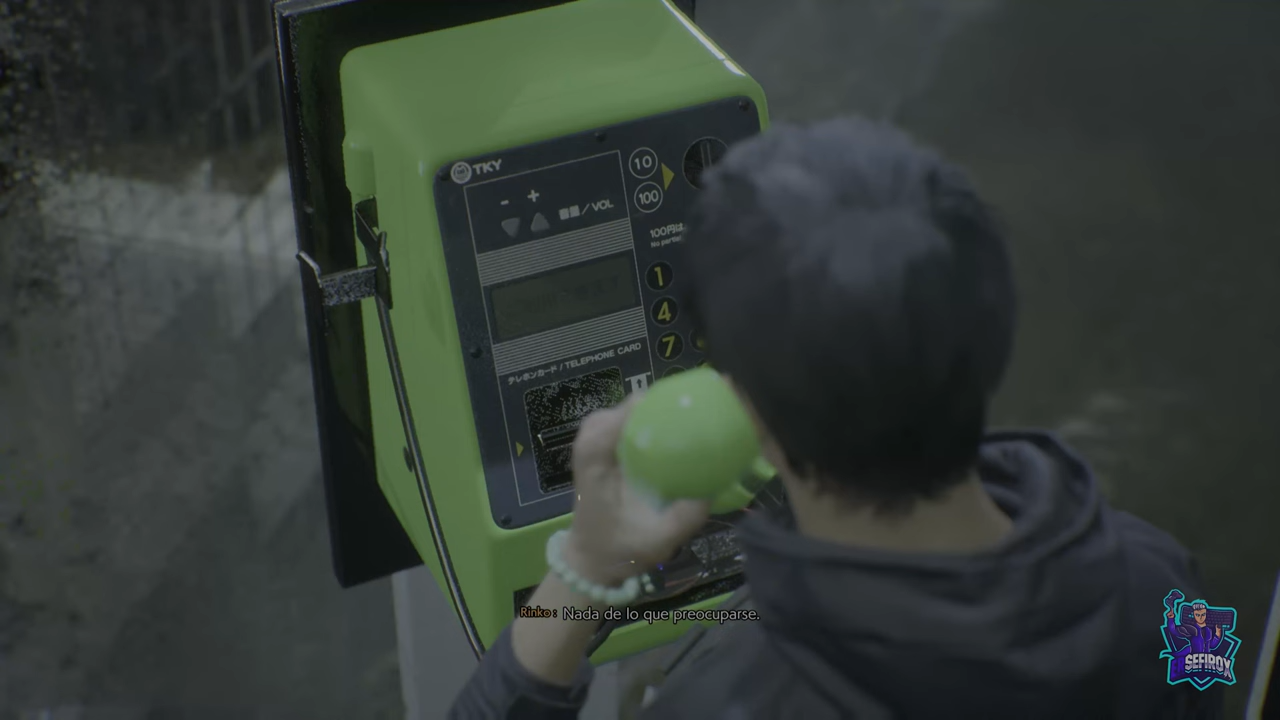 TKY
- +
/ VOL
10
100
100円は
No partial
1
4
7
テレホンカード / TELEPHONE CARD
Rinko : Nada de lo que preocuparse.
SEFIROX